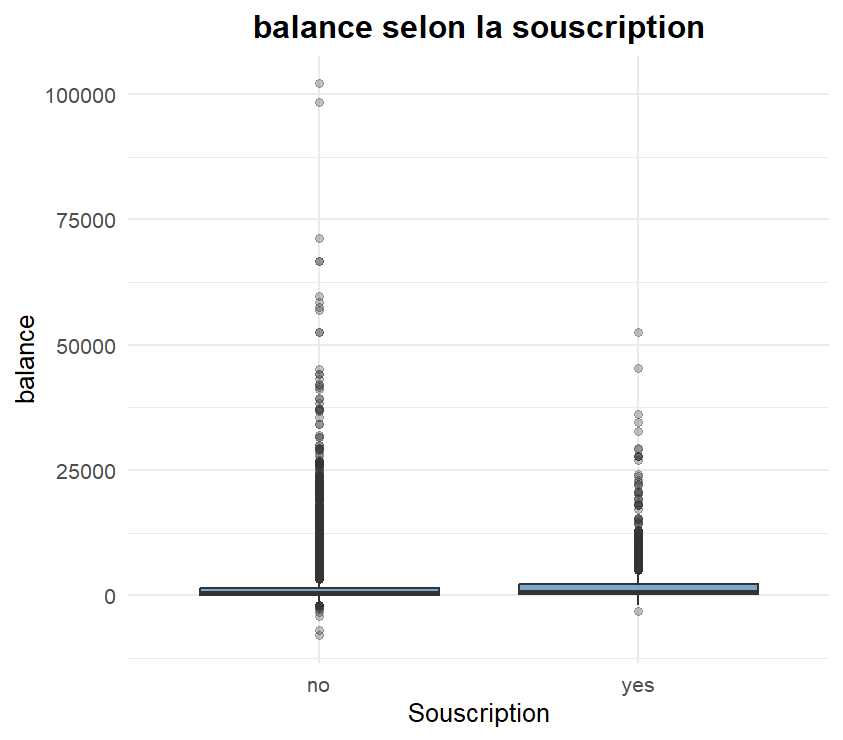 balance selon la souscription
100000
75000
50000
25000
0
balance
no
yes
Souscription